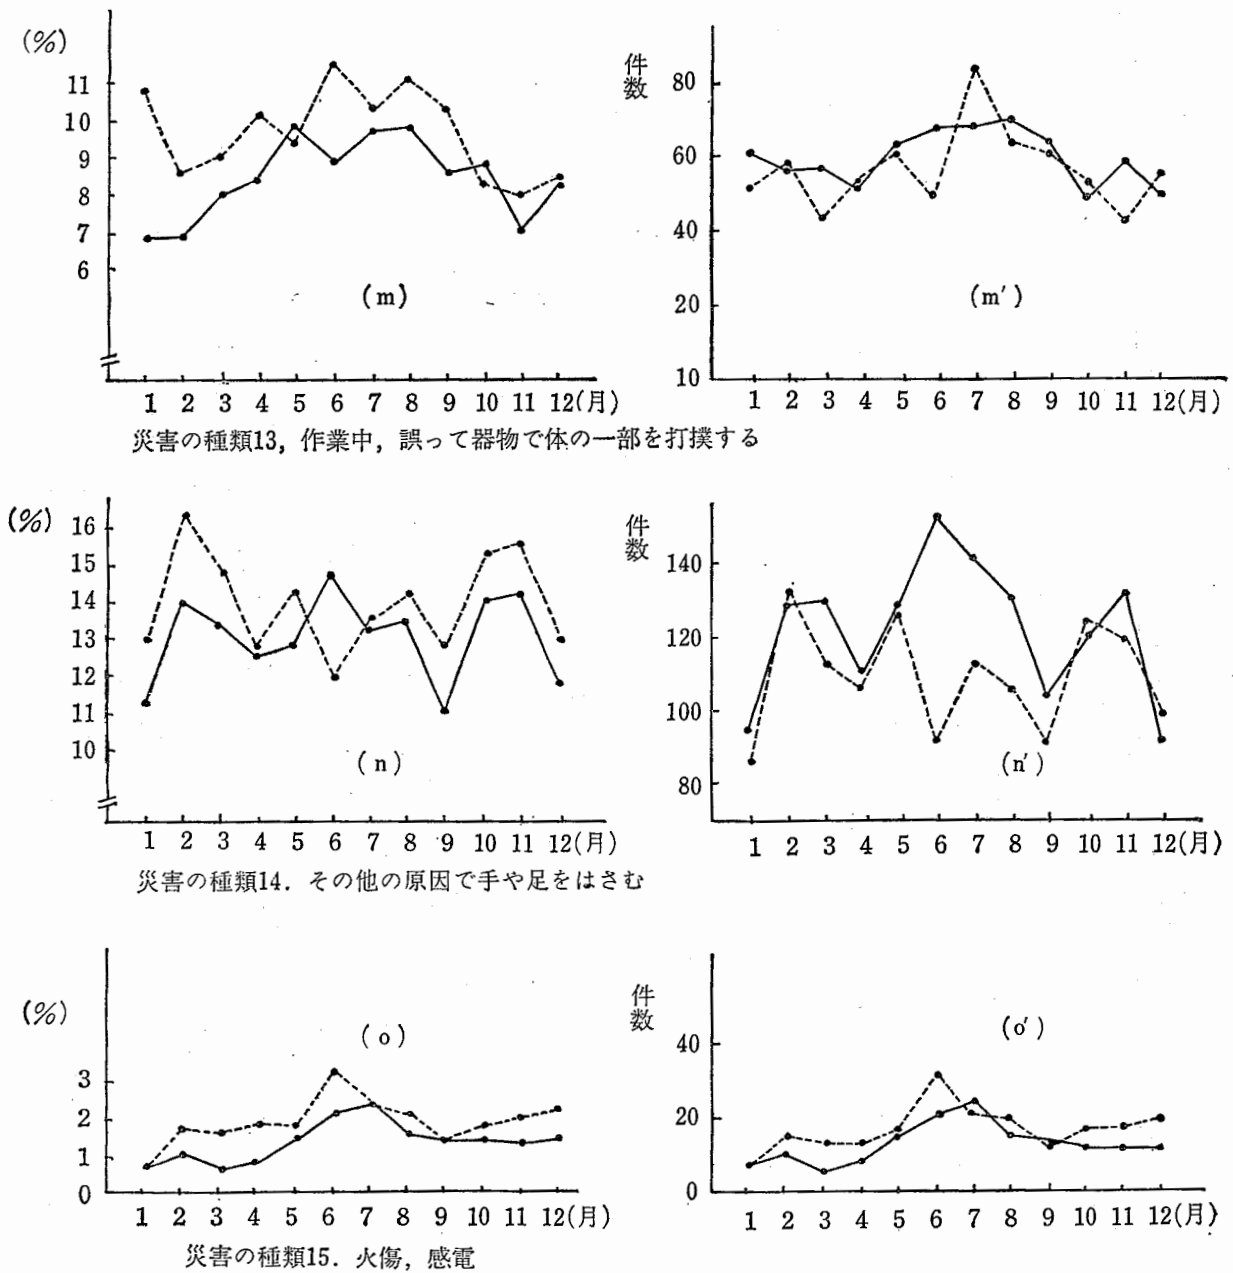 (%)
11
10
9
8
7
6
(m)
1 2 3 4 5 6 7 8 9 10 11 12(月)
件数
80
60
40
20
10
(m′)
1 2 3 4 5 6 7 8 9 10 11 12(月)
災害の種類13, 作業中, 誤って器物で体の一部を打撲する
(%)
16
15
14
13
12
11
10
(n)
1 2 3 4 5 6 7 8 9 10 11 12(月)
件数
140
120
100
80
(n′)
1 2 3 4 5 6 7 8 9 10 11 12(月)
災害の種類14. その他の原因で手や足をはさむ
(%)
3
2
1
0
(o)
1 2 3 4 5 6 7 8 9 10 11 12(月)
件数
40
20
0
(o′)
1 2 3 4 5 6 7 8 9 10 11 12(月)
災害の種類15. 火傷, 感電